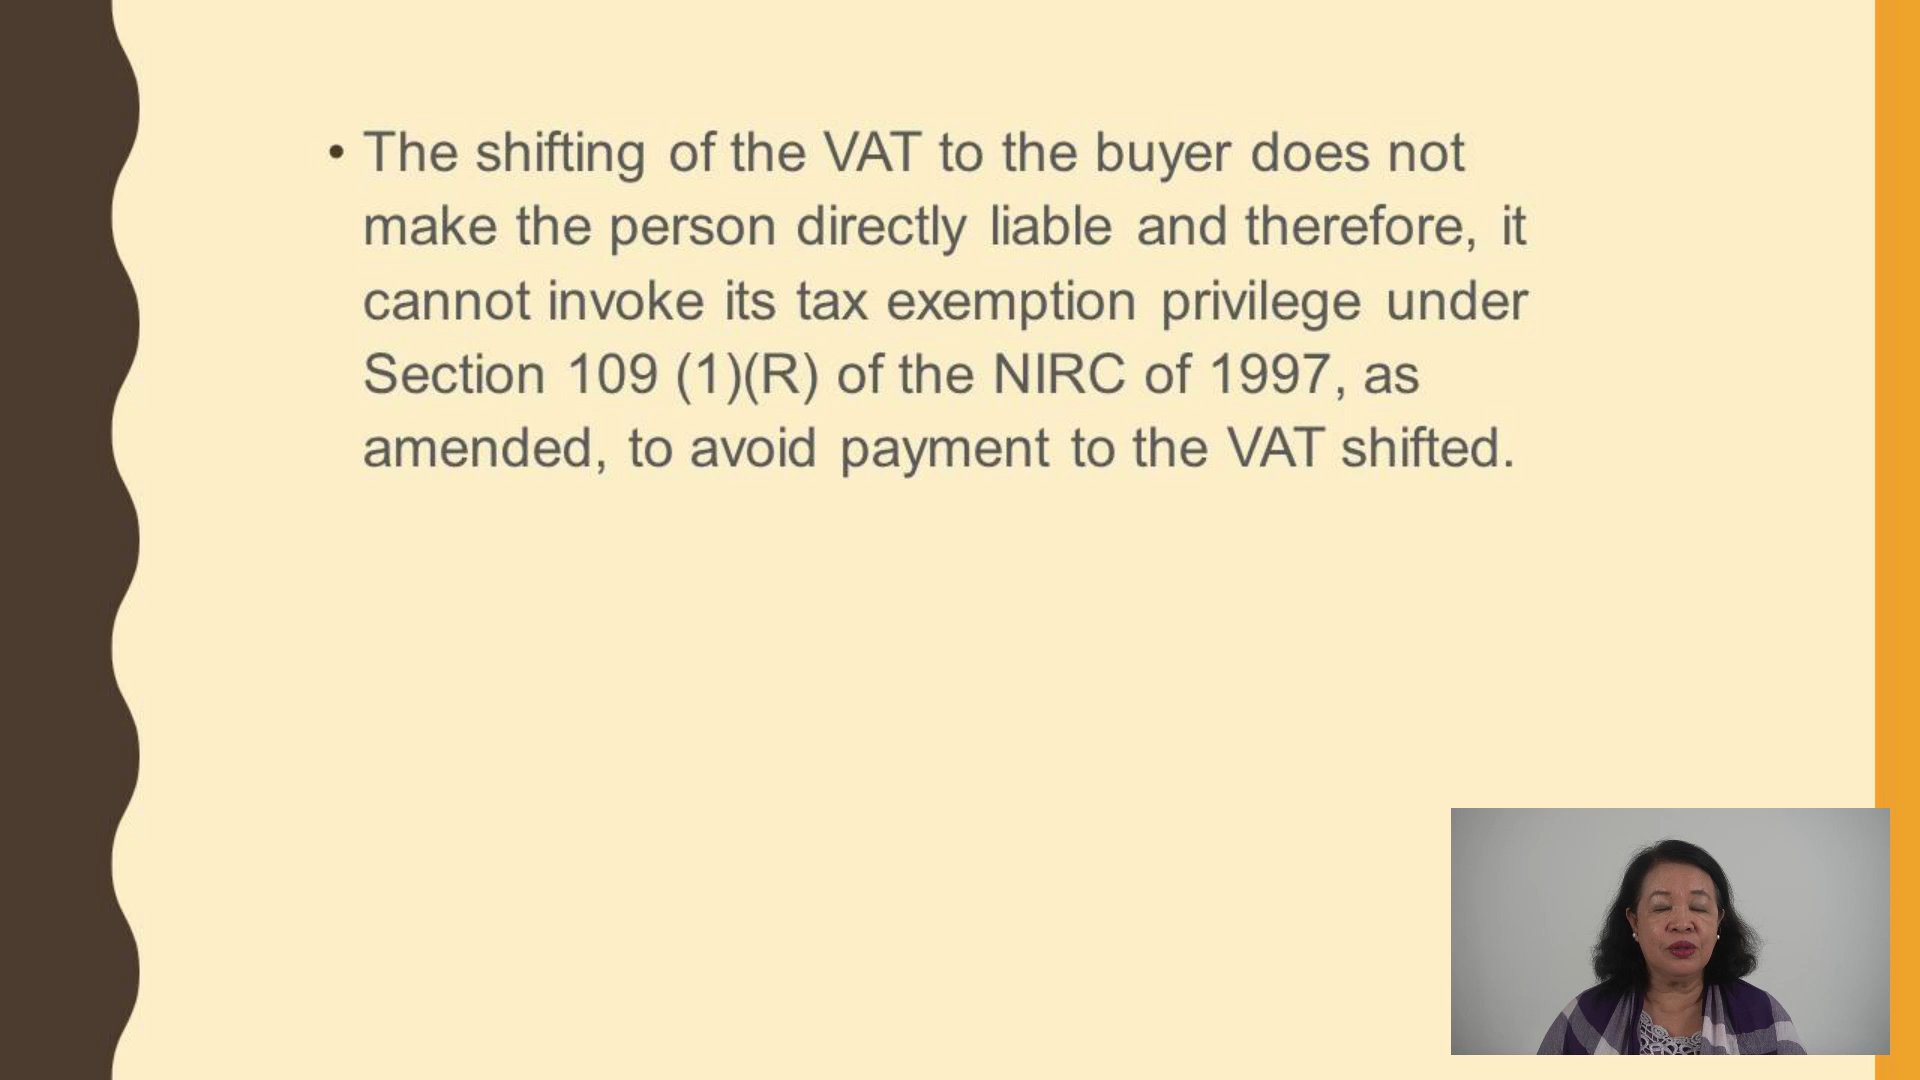 • The shifting of the VAT to the buyer does not
make the person directly liable and therefore, it
cannot invoke its tax exemption privilege under
Section 109 (1)(R) of the NIRC of 1997, as
amended, to avoid payment to the VAT shifted.